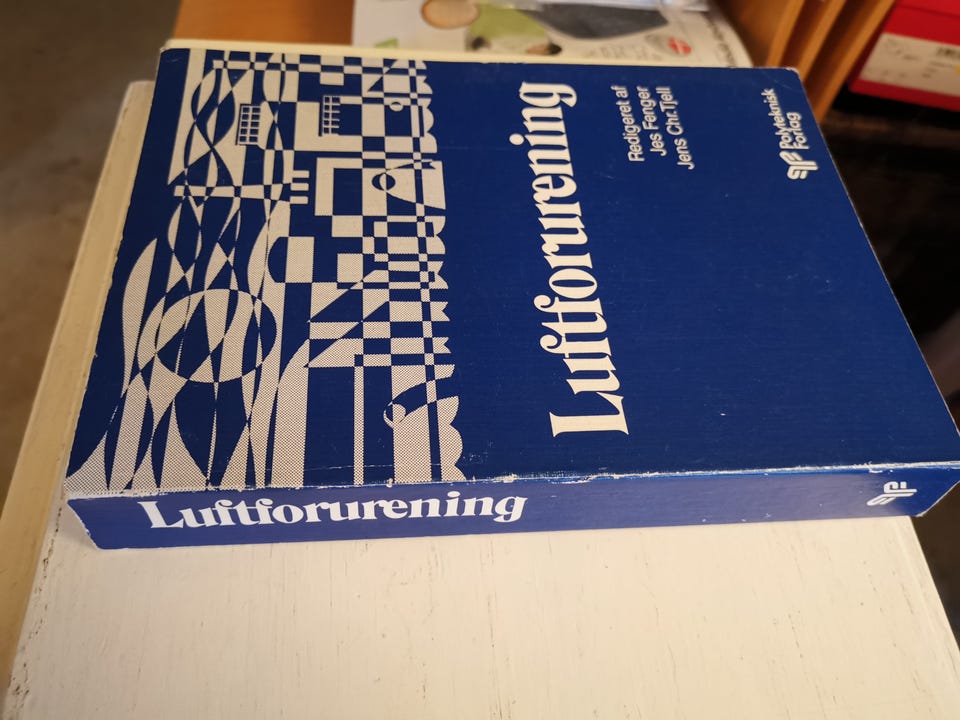 Luftforurening
Redigeret af
Jes Fenger
Jens Chr. Tjell
Polyteknisk
Forlag
Luftforurening